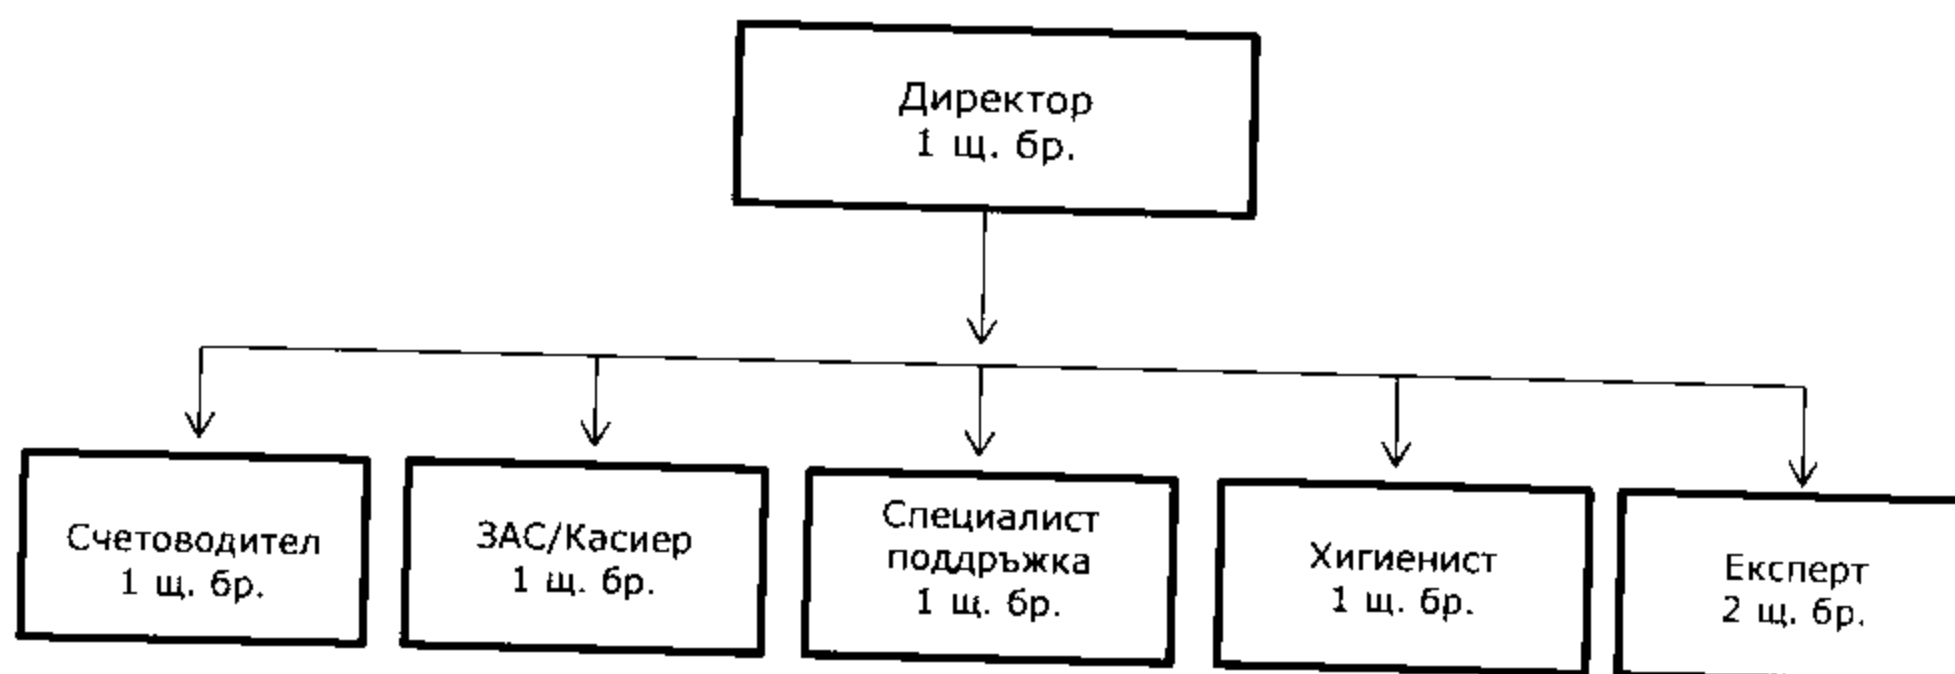 Директор
1 щ. бр.
Счетоводител
1 щ. бр.
ЗАС/Касиер
1 щ. бр.
Специалист
поддръжка
1 щ. бр.
Хигиенист
1 щ. бр.
Експерт
2 щ. бр.